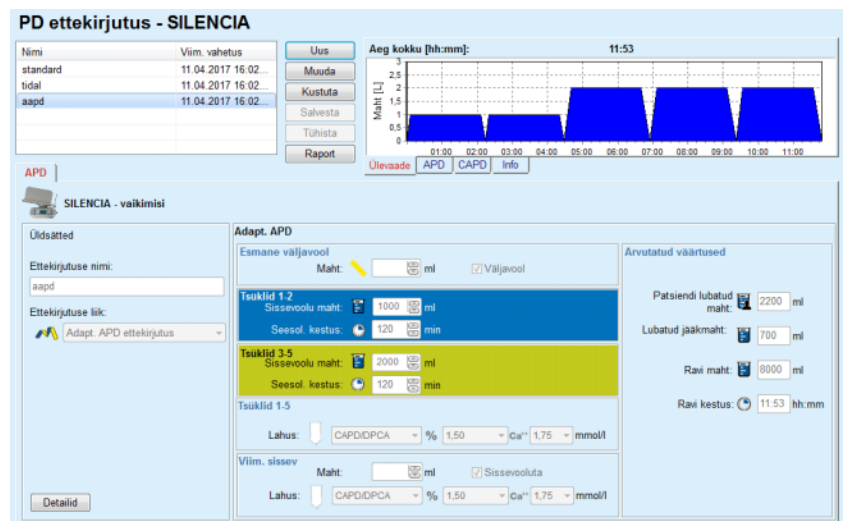 PD ettekirjutus - SILENCIA
Nimi Viim. vahetus
standard 11.04.2017 16:02...
tidal 11.04.2017 16:02...
aapd 11.04.2017 16:02...
Uus
Muuda
Kustuta
Salvesta
Tühista
Raport
Aeg kokku [hh:mm]: 11:53
Maht [L]
3
2,5
2
1,5
1
0,5
0
01:00 02:00 03:00 04:00 05:00 06:00 07:00 08:00 09:00 10:00 11:00
Ülevaade APD CAPD Info
APD
SILENCIA - vaikimisi
Üldsätted
Ettekirjutuse nimi:
aapd
Ettekirjutuse liik:
Adapt. APD ettekirjutus
Detailid
Adapt. APD
Esmane väljavool
Maht: ml Väljavool
Tsüklid 1-2
Sissevoolu maht: 1000 ml
Seesol. kestus: 120 min
Tsüklid 3-5
Sissevoolu maht: 2000 ml
Seesol. kestus: 120 min
Tsüklid 1-5
Lahus: CAPD/DPCA % 1,50 Ca++ 1,75 mmol/l
Viim. sissev
Maht: ml Sissevooluta
Lahus: CAPD/DPCA % 1,50 Ca++ 1,75 mmol/l
Arvutatud väärtused
Patsiendi lubatud
maht: 2200 ml
Lubatud jääkmaht: 700 ml
Ravi maht: 8000 ml
Ravi kestus: 11:53 hh:mm